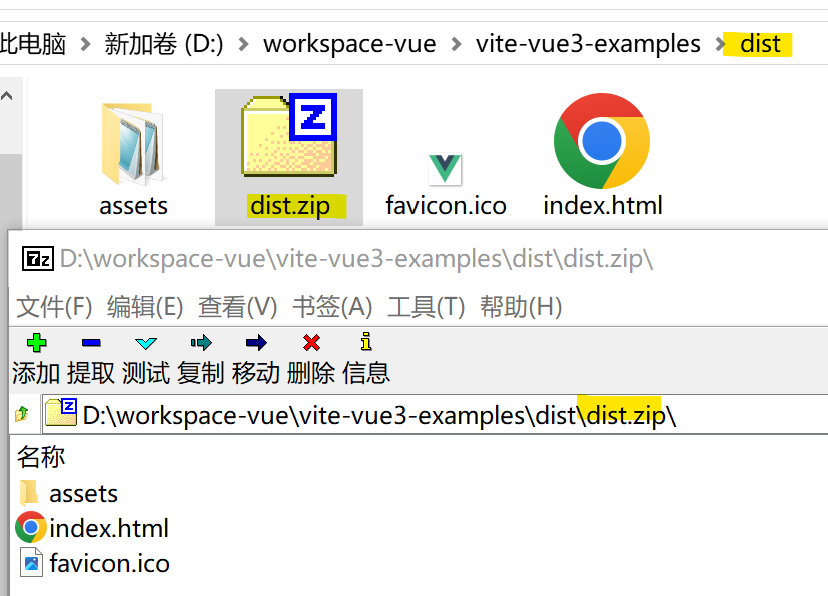 此电脑 > 新加卷 (D:) > workspace-vue > vite-vue3-examples > dist
assets dist.zip favicon.ico index.html
7z D:\workspace-vue\vite-vue3-examples\dist\dist.zip\
文件(F) 编辑(E) 查看(V) 书签(A) 工具(T) 帮助(H)
添加 提取 测试 复制 移动 删除 信息
D:\workspace-vue\vite-vue3-examples\dist\dist.zip\
名称
assets
index.html
favicon.ico